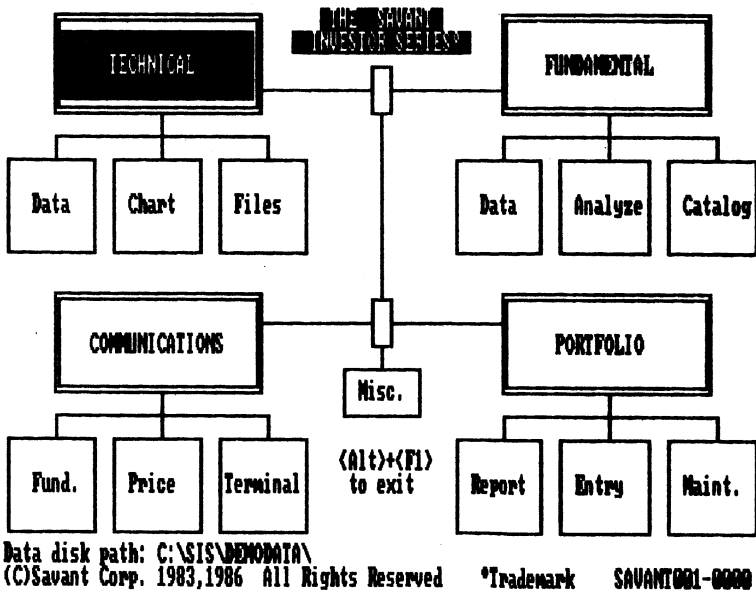 THE SAVANT
INVESTOR SERIES*
TECHNICAL
FUNDAMENTAL
Data
Chart
Files
Data
Analyze
Catalog
COMMUNICATIONS
PORTFOLIO
Misc.
Fund.
Price
Terminal
<Alt>+<F1>
to exit
Report
Entry
Maint.
Data disk path: C:\SIS\DEMODATA\
(C)Savant Corp. 1983,1986 All Rights Reserved *Trademark SAVANT001-0000